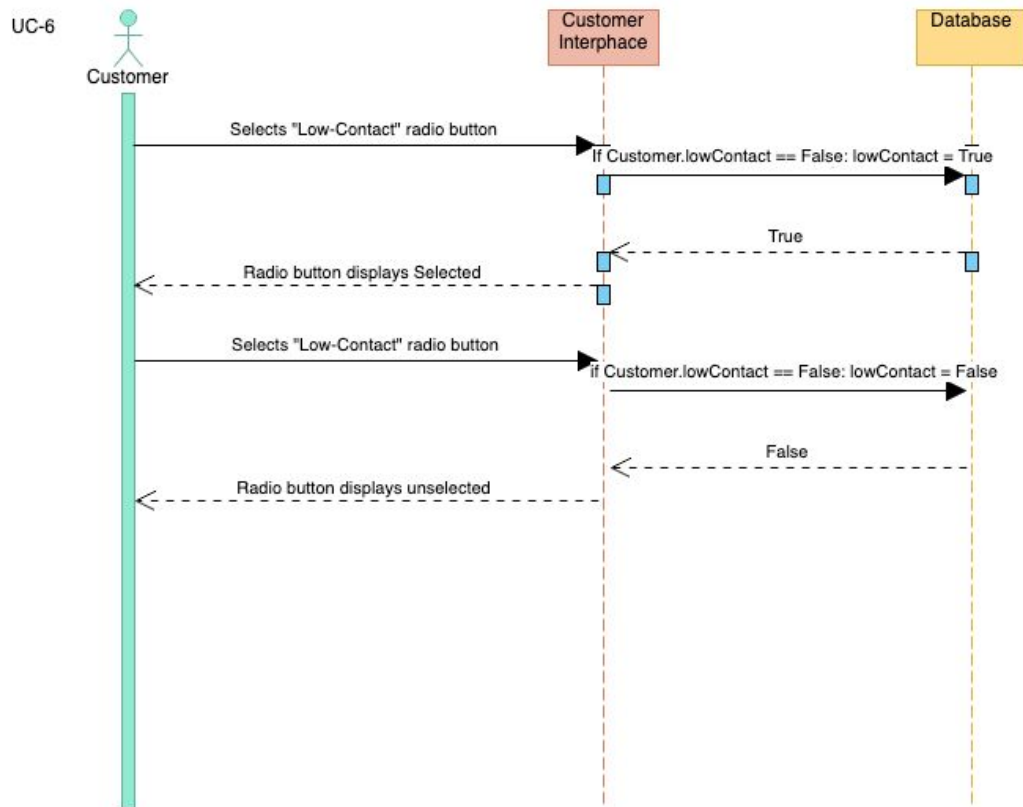 UC-6
Customer
Customer
Interphace
Database
Selects "Low-Contact" radio button
If Customer.lowContact == False: lowContact = True
True
Radio button displays Selected
Selects "Low-Contact" radio button
if Customer.lowContact == False: lowContact = False
False
Radio button displays unselected